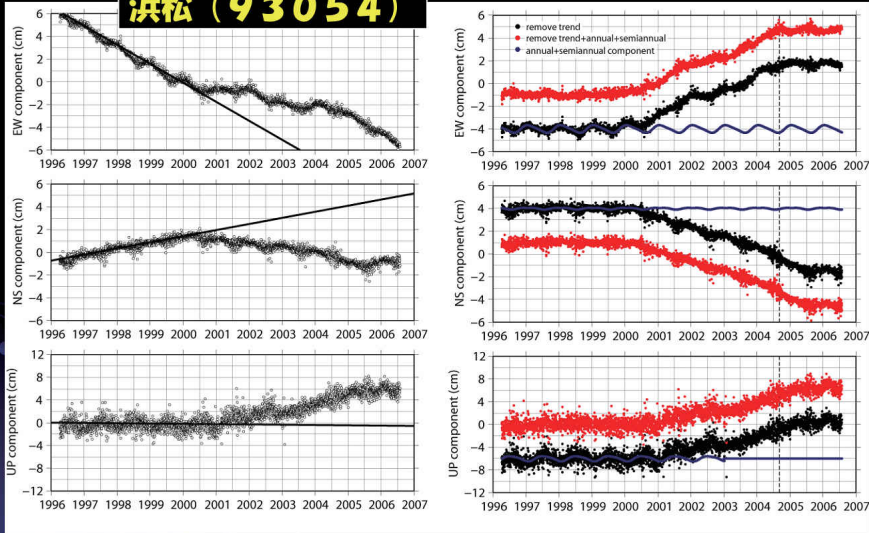 浜松(93054)
EW component (cm)
6
4
2
0
−2
−4
−6
1996 1997 1998 1999 2000 2001 2002 2003 2004 2005 2006 2007
NS component (cm)
6
4
2
0
−2
−4
−6
1996 1997 1998 1999 2000 2001 2002 2003 2004 2005 2006 2007
UP component (cm)
12
8
4
0
−4
−8
−12
1996 1997 1998 1999 2000 2001 2002 2003 2004 2005 2006 2007
EW component (cm)
6
4
2
0
−2
−4
−6
remove trend
remove trend+annual+semiannual
annual+semiannual component
1996 1997 1998 1999 2000 2001 2002 2003 2004 2005 2006 2007
NS component (cm)
6
4
2
0
−2
−4
−6
1996 1997 1998 1999 2000 2001 2002 2003 2004 2005 2006 2007
UP component (cm)
12
8
4
0
−4
−8
−12
1996 1997 1998 1999 2000 2001 2002 2003 2004 2005 2006 2007